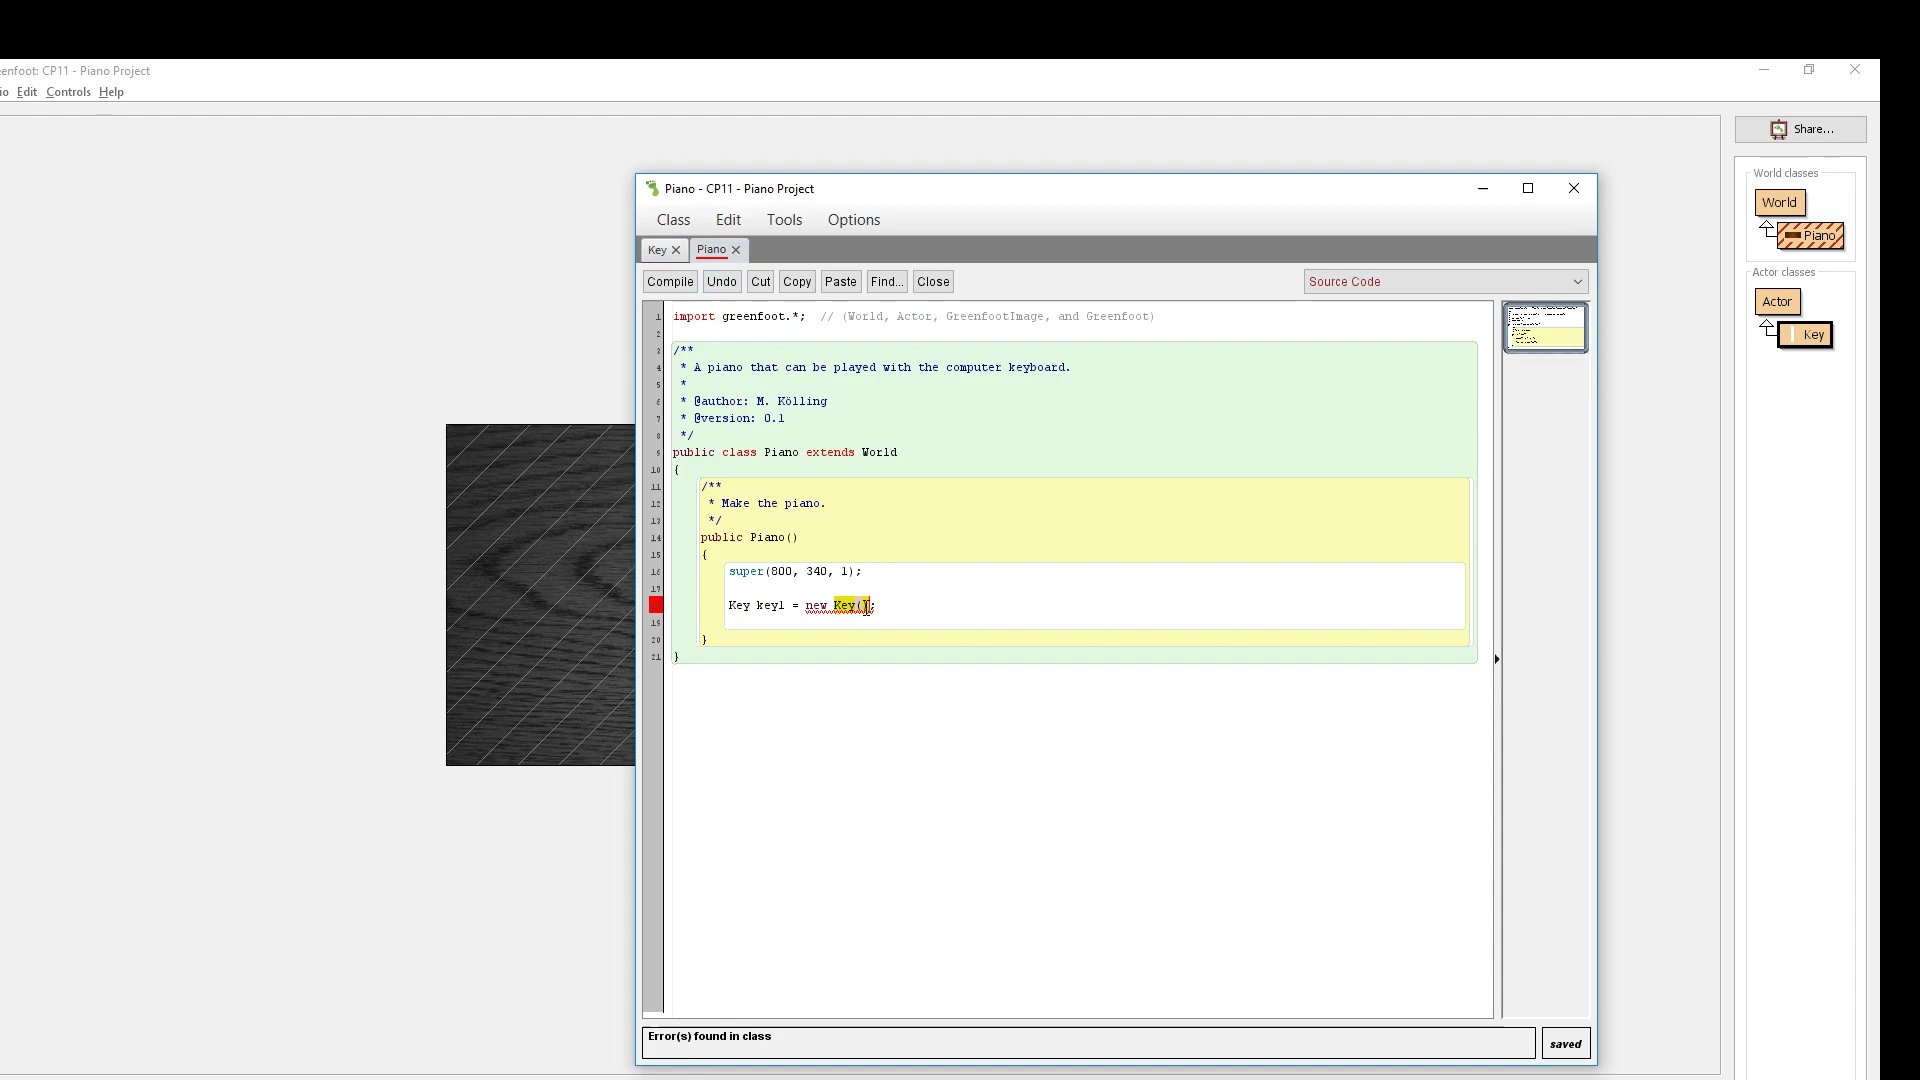 enfoot: CP11 - Piano Project
io Edit Controls Help
Share...
World classes
World
Piano
Actor classes
Actor
Key
Piano - CP11 - Piano Project
Class Edit Tools Options
Key Piano
Compile Undo Cut Copy Paste Find... Close Source Code
1 import greenfoot.*;  // (World, Actor, GreenfootImage, and Greenfoot)
2
3 /**
4  * A piano that can be played with the computer keyboard.
5  *
6  * @author: M. Kölling
7  * @version: 0.1
8  */
9 public class Piano extends World
10 {
11     /**
12      * Make the piano.
13      */
14     public Piano()
15     {
16         super(800, 340, 1);
17
Key key1 = new Key();
19
20     }
21 }
Error(s) found in class
saved